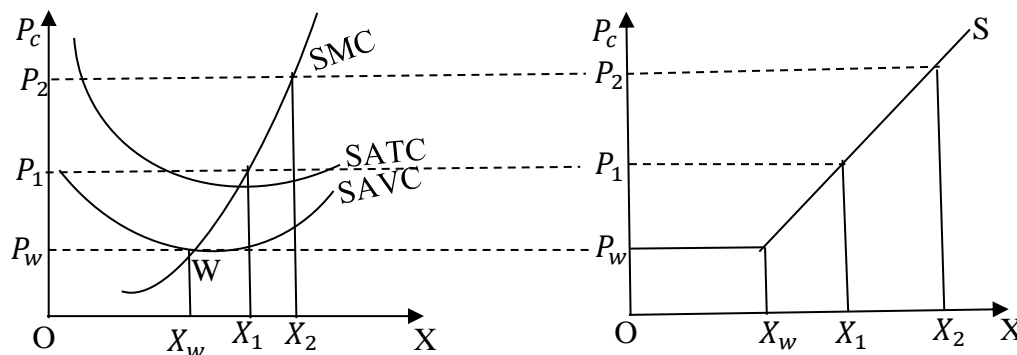 P_c
SMC
P_2
SATC
P_1
SAVC
P_w
W
O
X_w
X_1
X_2
X
P_c
S
P_2
P_1
P_w
O
X_w
X_1
X_2
X